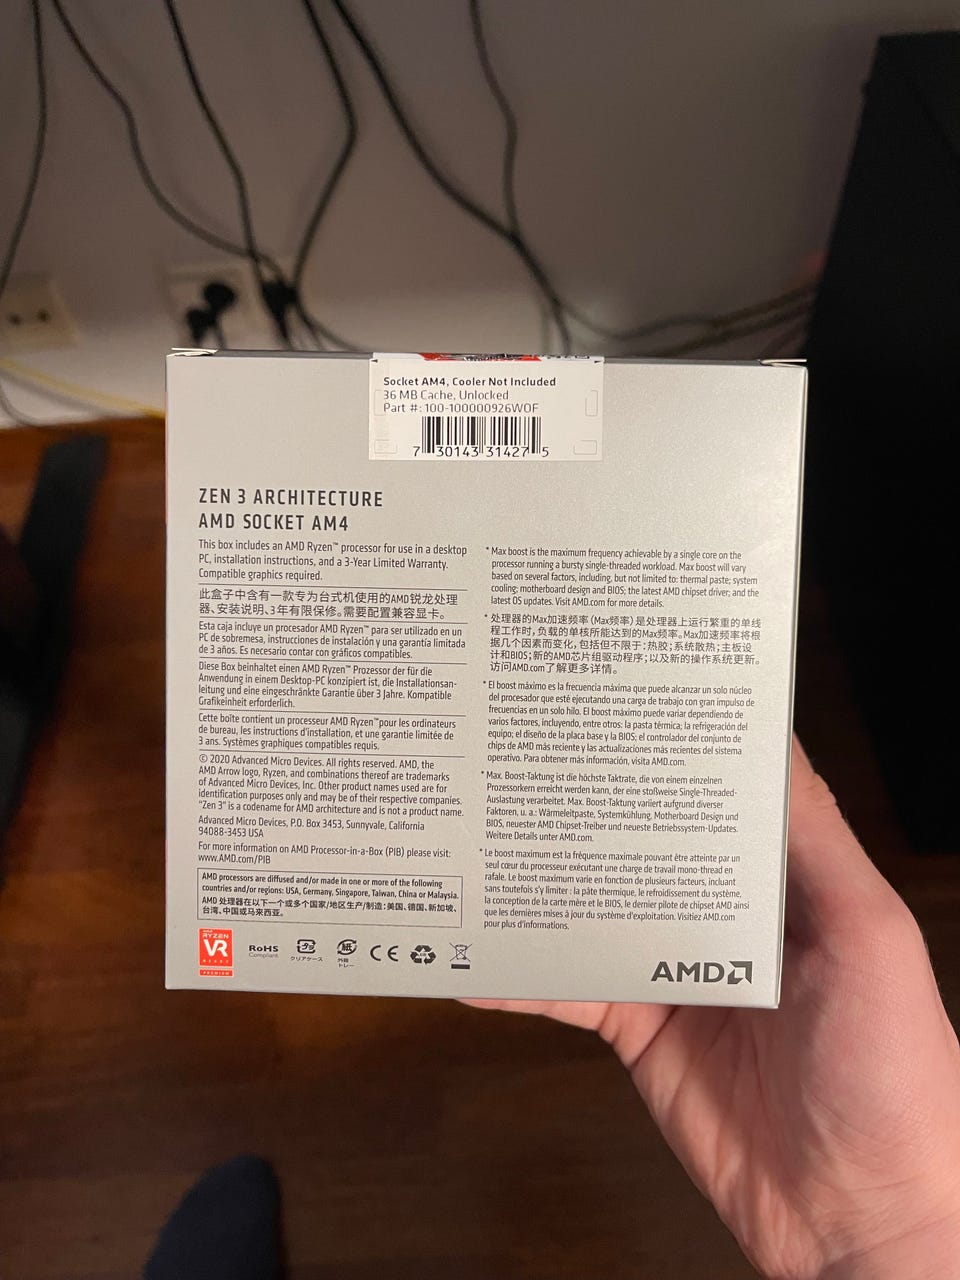 Socket AM4, Cooler Not Included
36 MB Cache, Unlocked
Part #: 100-100000926WOF
7 30143 31427 5
ZEN 3 ARCHITECTURE
AMD SOCKET AM4
This box includes an AMD Ryzen™ processor for use in a desktop
PC, installation instructions, and a 3-Year Limited Warranty.
Compatible graphics required.
此盒子中含有一款专为台式机使用的AMD锐龙处理
器、安装说明、3年有限保修。需要配置兼容显卡。
Esta caja incluye un procesador AMD Ryzen™ para ser utilizado en un
PC de sobremesa, instrucciones de instalación y una garantía limitada
de 3 años. Es necesario contar con gráficos compatibles.
Diese Box beinhaltet einen AMD Ryzen™ Prozessor der für die
Anwendung in einem Desktop-PC konzipiert ist, die Installationsan-
leitung und eine eingeschränkte Garantie über 3 Jahre. Kompatible
Grafikeinheit erforderlich.
Cette boîte contient un processeur AMD Ryzen™pour les ordinateurs
de bureau, les instructions d'installation, et une garantie limitée de
3 ans. Systèmes graphiques compatibles requis.
© 2020 Advanced Micro Devices. All rights reserved. AMD, the
AMD Arrow logo, Ryzen, and combinations thereof are trademarks
of Advanced Micro Devices, Inc. Other product names used are for
identification purposes only and may be of their respective companies.
"Zen 3" is a codename for AMD architecture and is not a product name.
Advanced Micro Devices, P.O. Box 3453, Sunnyvale, California
94088-3453 USA
For more information on AMD Processor-in-a-Box (PIB) please visit:
www.AMD.com/PIB
AMD processors are diffused and/or made in one or more of the following
countries and/or regions: USA, Germany, Singapore, Taiwan, China or Malaysia.
AMD 处理器在以下一个或多个国家/地区生产/制造：美国、德国、新加坡、
台湾、中国或马来西亚。
* Max boost is the maximum frequency achievable by a single core on the
processor running a bursty single-threaded workload. Max boost will vary
based on several factors, including, but not limited to: thermal paste; system
cooling; motherboard design and BIOS; the latest AMD chipset driver; and the
latest OS updates. Visit AMD.com for more details.
* 处理器的Max加速频率（Max频率）是处理器上运行繁重的单线
程工作时，负载的单核所能达到的Max频率。Max加速频率将根
据几个因素而变化，包括但不限于：热胶；系统散热；主板设
计和BIOS；新的AMD芯片组驱动程序；以及新的操作系统更新。
访问AMD.com了解更多详情。
* El boost máximo es la frecuencia máxima que puede alcanzar un solo núcleo
del procesador que esté ejecutando una carga de trabajo con gran impulso de
frecuencias en un solo hilo. El boost máximo puede variar dependiendo de
varios factores, incluyendo, entre otros: la pasta térmica; la refrigeración del
equipo; el diseño de la placa base y la BIOS; el controlador del conjunto de
chips de AMD más reciente y las actualizaciones más recientes del sistema
operativo. Para obtener más información, visita AMD.com.
* Max. Boost-Taktung ist die höchste Taktrate, die von einem einzelnen
Prozessorkern erreicht werden kann, der eine stoßweise Single-Threaded-
Auslastung verarbeitet. Max. Boost-Taktung variiert aufgrund diverser
Faktoren, u. a.: Wärmeleitpaste, Systemkühlung, Motherboard Design und
BIOS, neuester AMD Chipset-Treiber und neueste Betriebssystem-Updates.
Weitere Details unter AMD.com.
* Le boost maximum est la fréquence maximale pouvant être atteinte par un
seul cœur du processeur exécutant une charge de travail mono-thread en
rafale. Le boost maximum varie en fonction de plusieurs facteurs, incluant
sans toutefois s'y limiter : la pâte thermique, le refroidissement du système,
la conception de la carte mère et le BIOS, le dernier pilote de chipset AMD ainsi
que les dernières mises à jour du système d'exploitation. Visitiez AMD.com
pour plus d'informations.
RYZEN
VR
READY
PREMIUM
RoHS
Compliant
クリアケース
紙
外箱
トレー
CE
AMD